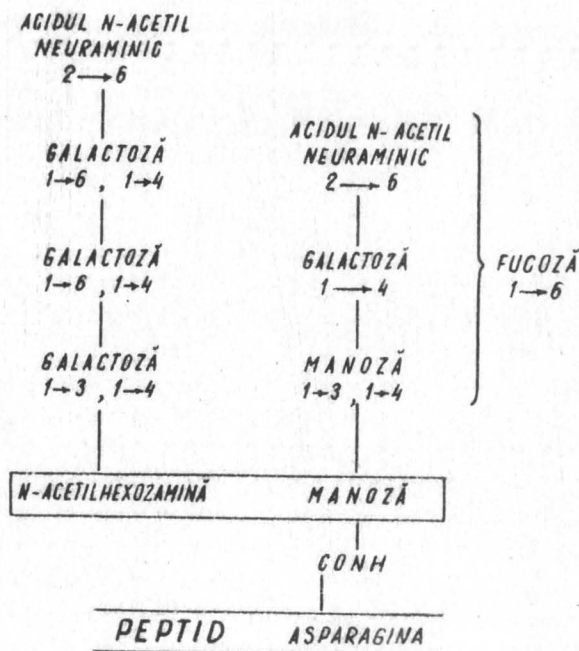 ACIDUL N-ACETIL
NEURAMINIC
2→6
GALACTOZĂ
1→6, 1→4
GALACTOZĂ
1→6, 1→4
GALACTOZĂ
1→3, 1→4
ACIDUL N-ACETIL
NEURAMINIC
2→6
GALACTOZĂ
1→4
MANOZĂ
1→3, 1→4
FUCOZĂ
1→6
N-ACETILHEXOZAMINĂ MANOZĂ
CONH
PEPTID ASPARAGINA